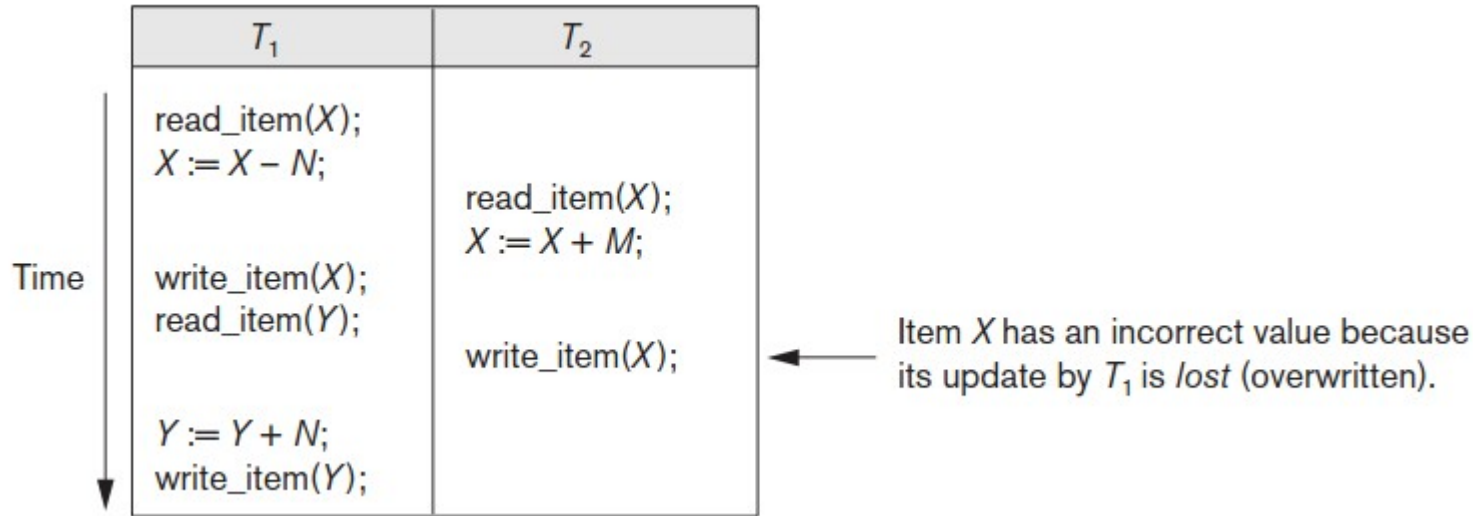 T₁ T₂
read_item(X);
X := X – N;
read_item(X);
X := X + M;
Time
write_item(X);
read_item(Y);
write_item(X);
Item X has an incorrect value because
its update by T₁ is lost (overwritten).
Y := Y + N;
write_item(Y);